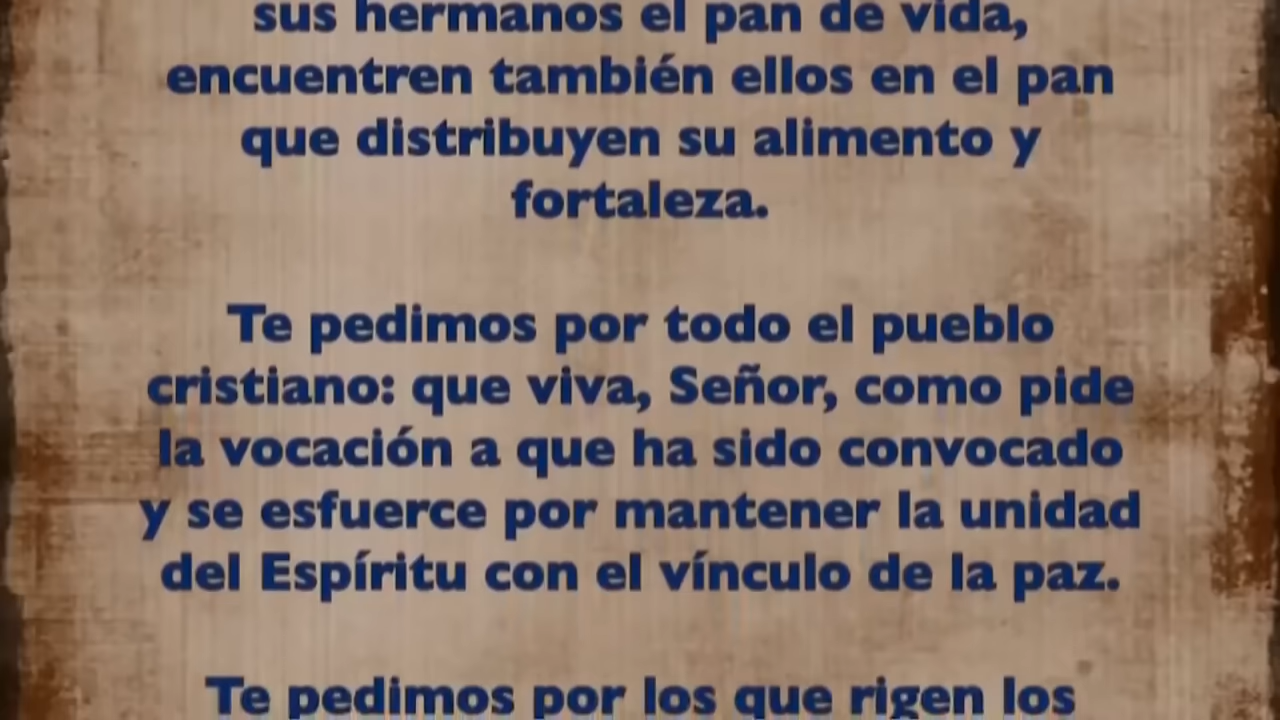 sus hermanos el pan de vida,
encuentren también ellos en el pan
que distribuyen su alimento y
fortaleza.
Te pedimos por todo el pueblo
cristiano: que viva, Señor, como pide
la vocación a que ha sido convocado
y se esfuerce por mantener la unidad
del Espíritu con el vínculo de la paz.
Te pedimos por los que rigen los